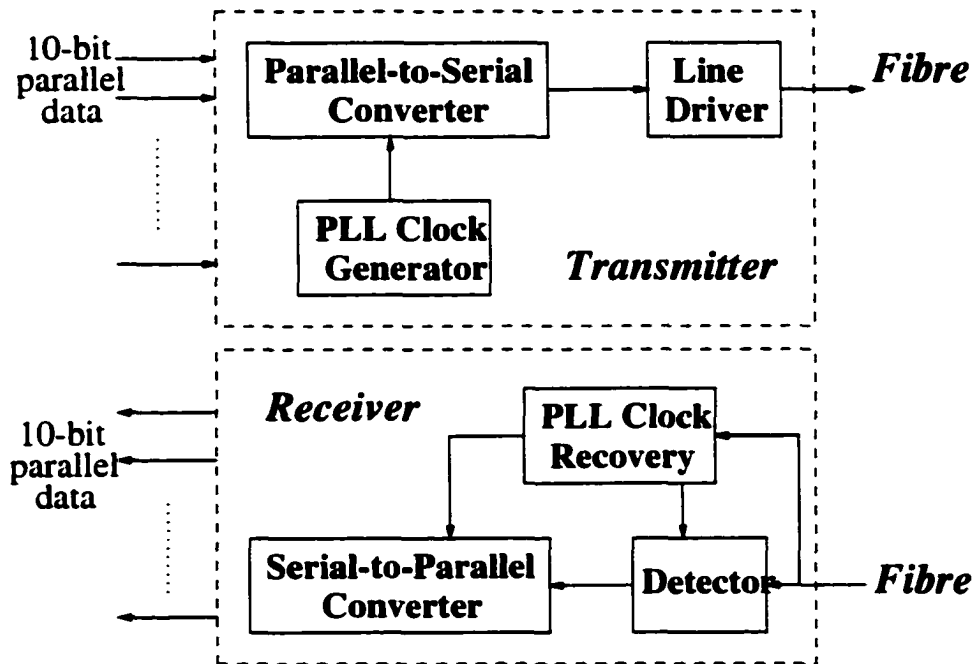 10-bit
parallel
data
Parallel-to-Serial
Converter
Line
Driver
Fibre
PLL Clock
Generator
Transmitter
Receiver
PLL Clock
Recovery
10-bit
parallel
data
Serial-to-Parallel
Converter
Detector
Fibre